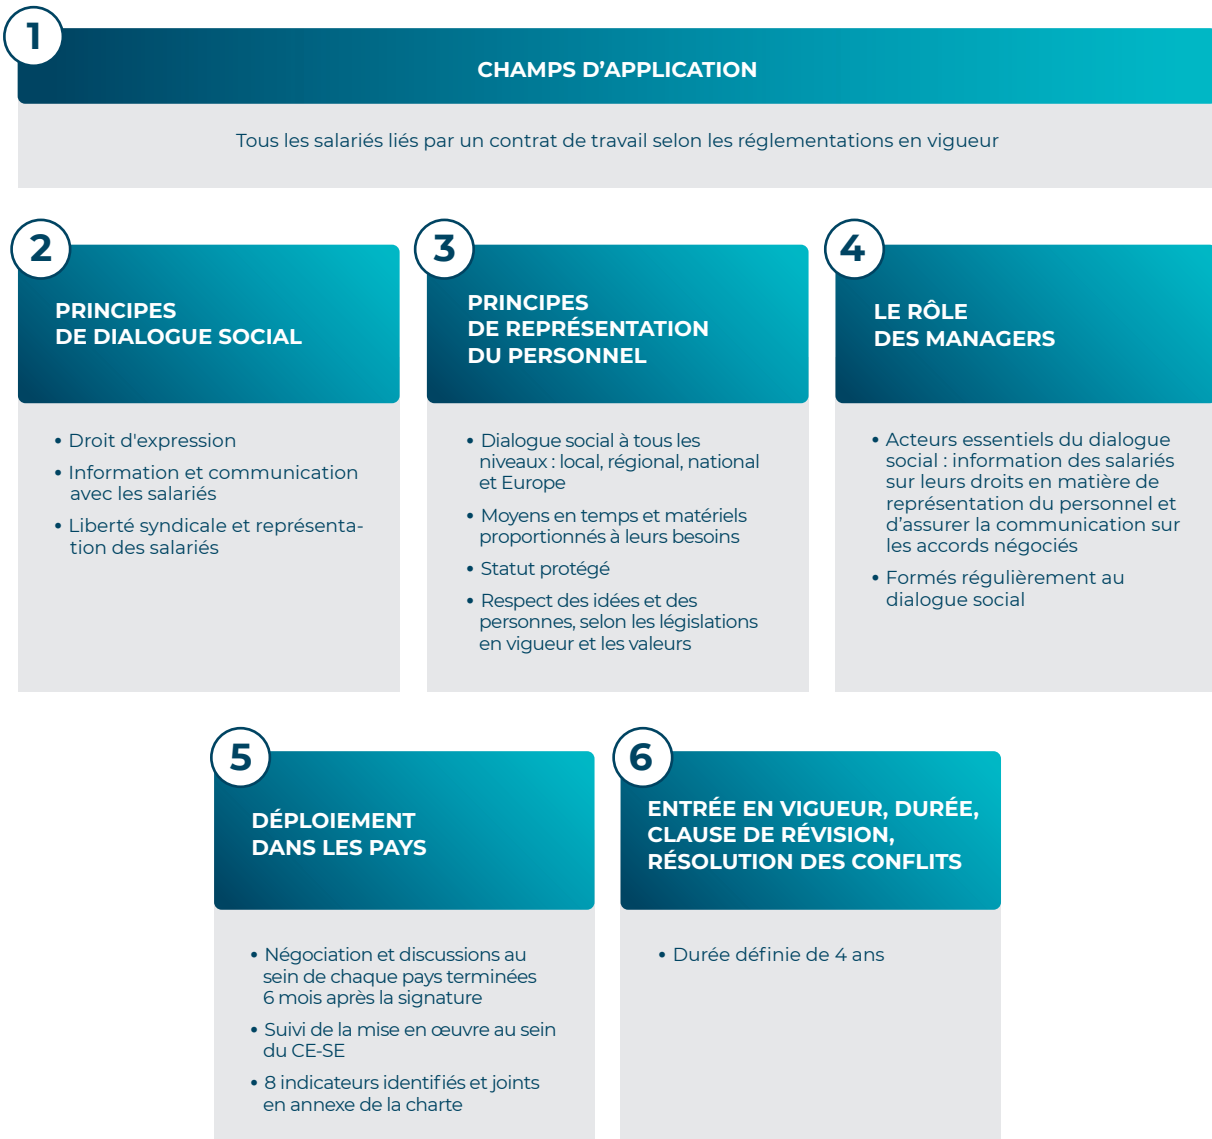 1
CHAMPS D’APPLICATION
Tous les salariés liés par un contrat de travail selon les réglementations en vigueur
2
PRINCIPES
DE DIALOGUE SOCIAL
• Droit d'expression
• Information et communication
avec les salariés
• Liberté syndicale et représenta-
tion des salariés
3
PRINCIPES
DE REPRÉSENTATION
DU PERSONNEL
• Dialogue social à tous les
niveaux : local, régional, national
et Europe
• Moyens en temps et matériels
proportionnés à leurs besoins
• Statut protégé
• Respect des idées et des
personnes, selon les législations
en vigueur et les valeurs
4
LE RÔLE
DES MANAGERS
• Acteurs essentiels du dialogue
social : information des salariés
sur leurs droits en matière de
représentation du personnel et
d’assurer la communication sur
les accords négociés
• Formés régulièrement au
dialogue social
5
DÉPLOIEMENT
DANS LES PAYS
• Négociation et discussions au
sein de chaque pays terminées
6 mois après la signature
• Suivi de la mise en œuvre au sein
du CE-SE
• 8 indicateurs identifiés et joints
en annexe de la charte
6
ENTRÉE EN VIGUEUR, DURÉE,
CLAUSE DE RÉVISION,
RÉSOLUTION DES CONFLITS
• Durée définie de 4 ans